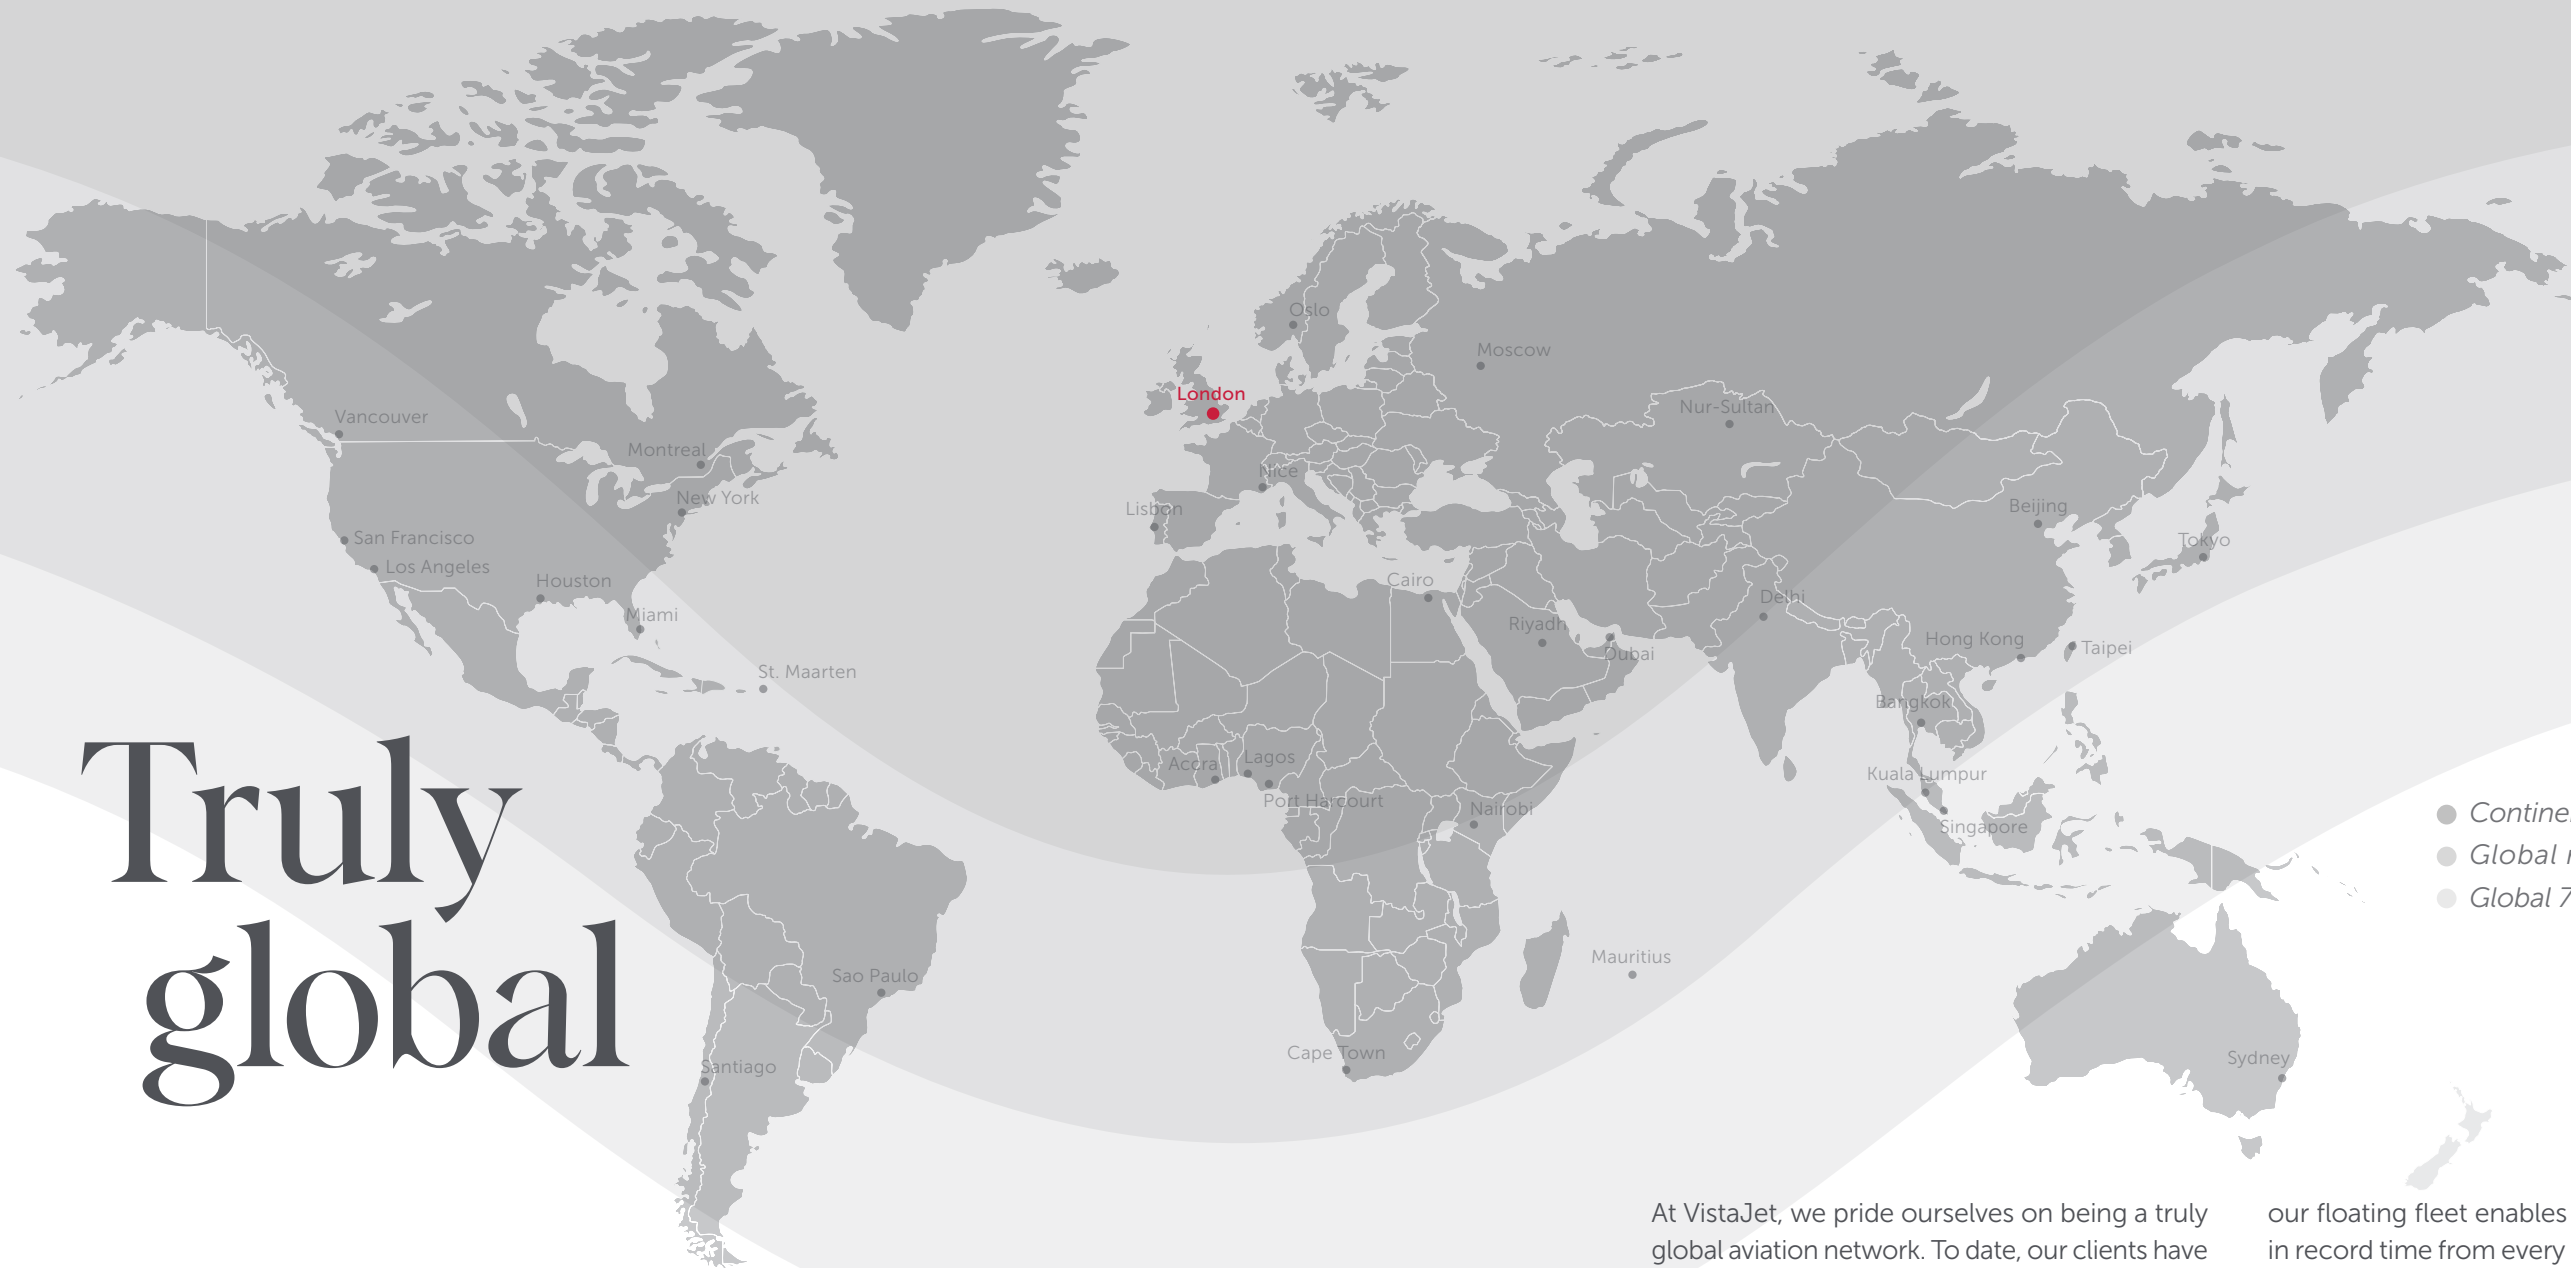 Oslo
Moscow
London
Nur-Sultan
Vancouver
Montreal
Nice
New York
Lisbon
Beijing
San Francisco
Tokyo
Los Angeles
Houston
Cairo
Delhi
Miami
Riyadh
Hong Kong
Dubai
Taipei
St. Maarten
Bangkok
Truly
global
Accra
Lagos
Kuala Lumpur
Port Harcourt
Nairobi
Singapore
Global
Global 7
Mauritius
Sao Paulo
Cape Town
Santiago
Sydney
At VistaJet, we pride ourselves on being a truly
global aviation network. To date, our clients have
our floating fleet enables
in record time from every